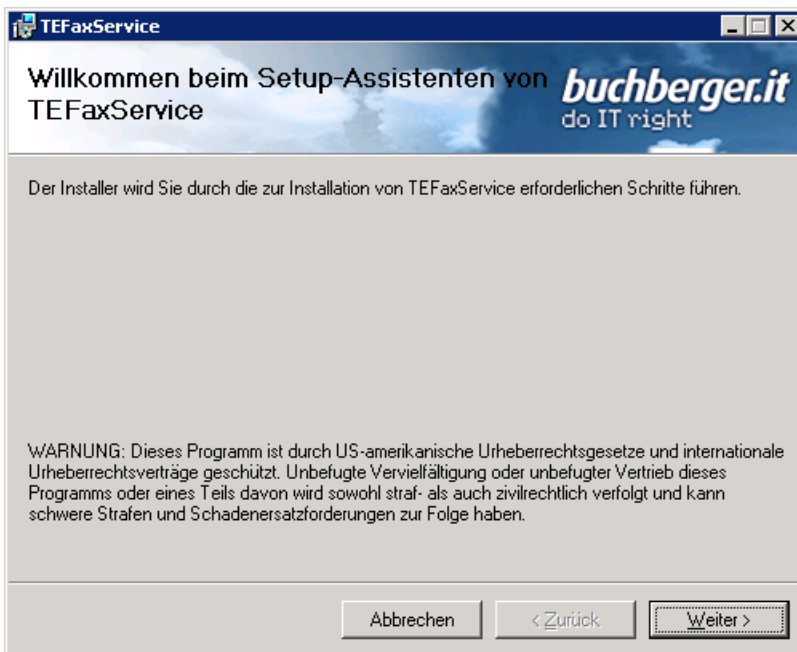 TEFaxService
Willkommen beim Setup-Assistenten von
TEFaxService
buchberger.it
do IT right
Der Installer wird Sie durch die zur Installation von TEFaxService erforderlichen Schritte führen.
WARNUNG: Dieses Programm ist durch US-amerikanische Urheberrechtsgesetze und internationale
Urheberrechtsverträge geschützt. Unbefugte Vervielfältigung oder unbefugter Vertrieb dieses
Programms oder eines Teils davon wird sowohl straf- als auch zivilrechtlich verfolgt und kann
schwere Strafen und Schadenersatzforderungen zur Folge haben.
Abbrechen
< Zurück
Weiter >